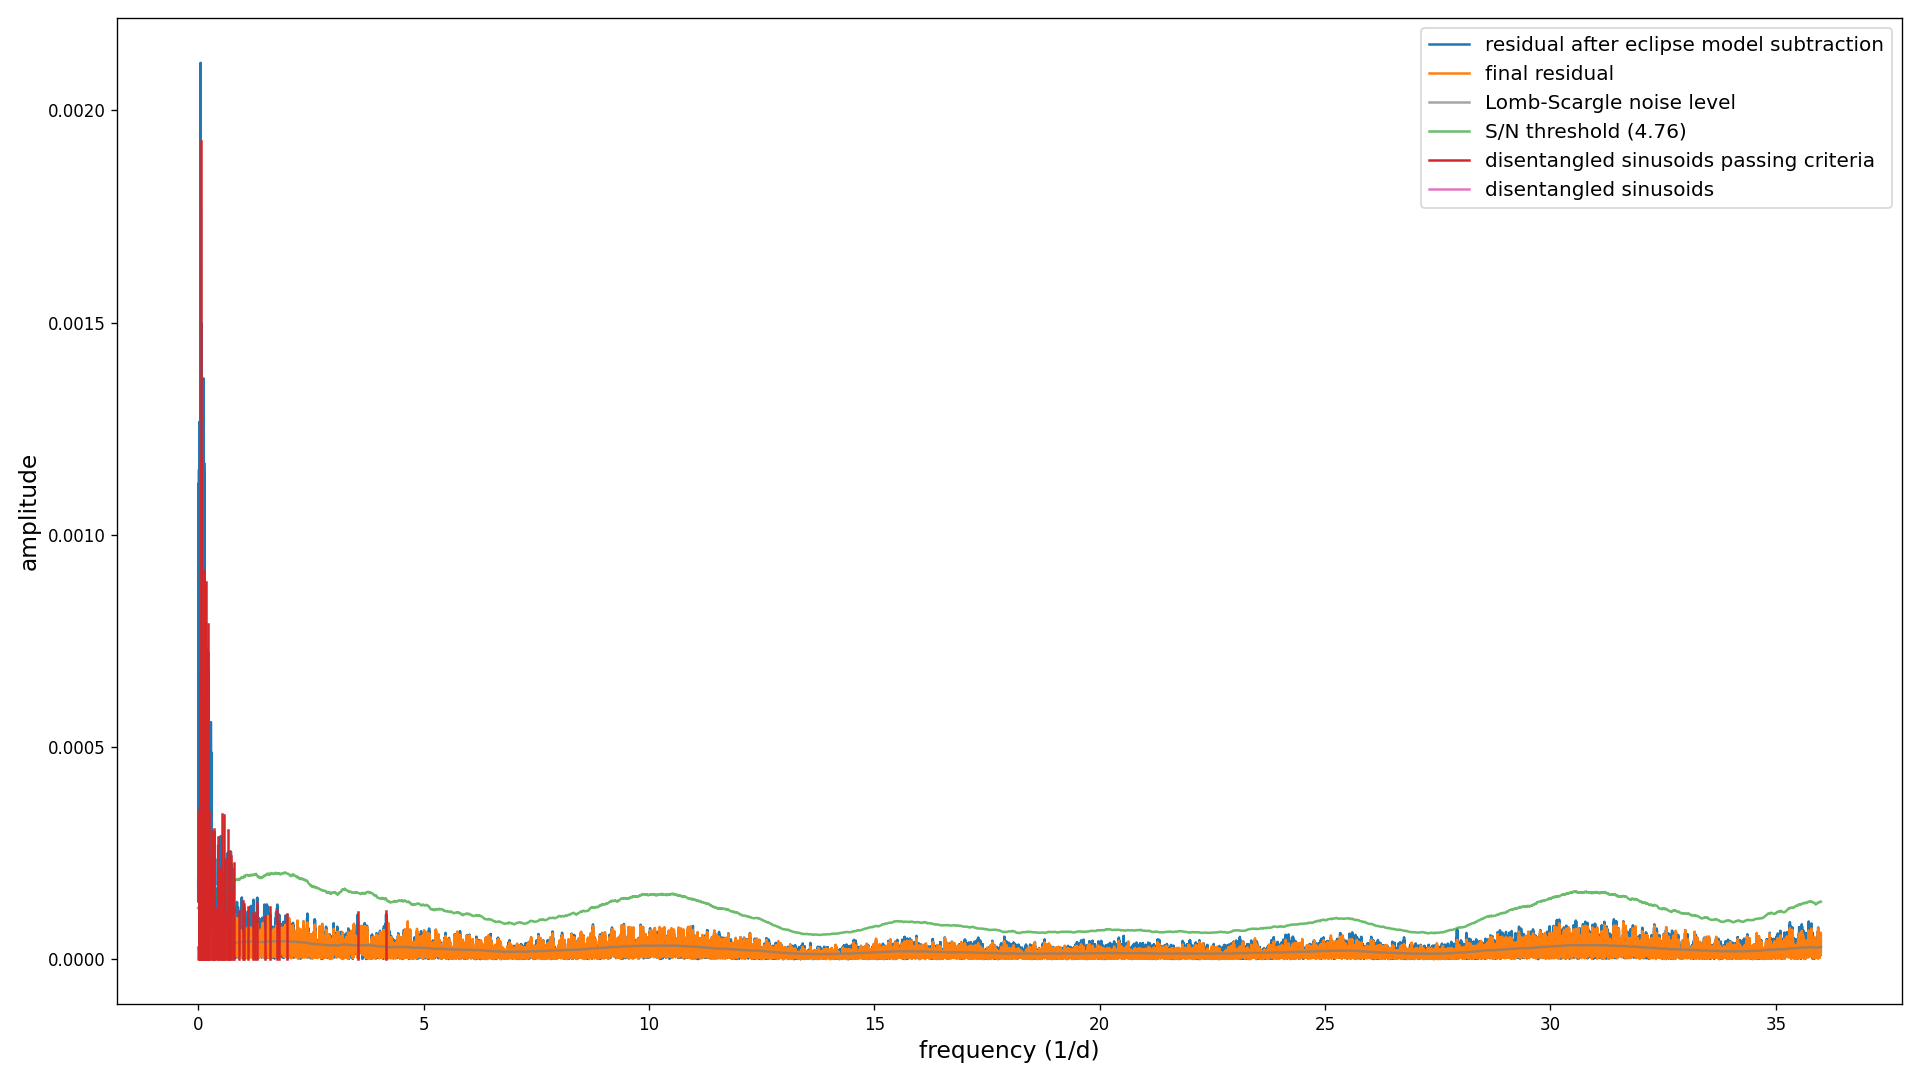 residual after eclipse model subtraction
final residual
Lomb-Scargle noise level
S/N threshold (4.76)
disentangled sinusoids passing criteria
disentangled sinusoids
0.0020
0.0015
0.0010
0.0005
0.0000
amplitude
0 5 10 15 20 25 30 35
frequency (1/d)